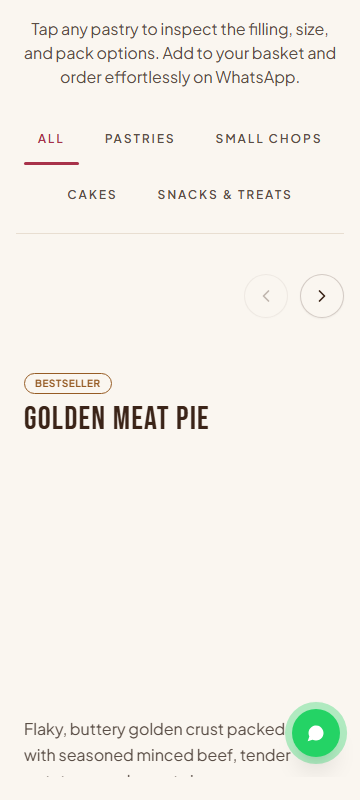 Tap any pastry to inspect the filling, size,
and pack options. Add to your basket and
order effortlessly on WhatsApp.
ALL PASTRIES SMALL CHOPS
CAKES SNACKS & TREATS
BESTSELLER
GOLDEN MEAT PIE
Flaky, buttery golden crust packed
with seasoned minced beef, tender